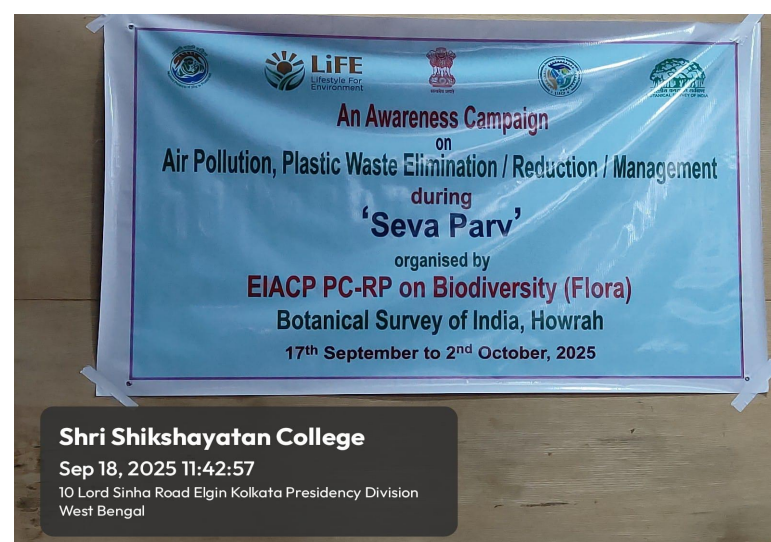 LiFE
Lifestyle For
Environment
An Awareness Campaign
on
Air Pollution, Plastic Waste Elimination / Reduction / Management
during
‘Seva Parv’
organised by
EIACP PC-RP on Biodiversity (Flora)
Botanical Survey of India, Howrah
17th September to 2nd October, 2025
Shri Shikshayatan College
Sep 18, 2025 11:42:57
10 Lord Sinha Road Elgin Kolkata Presidency Division
West Bengal